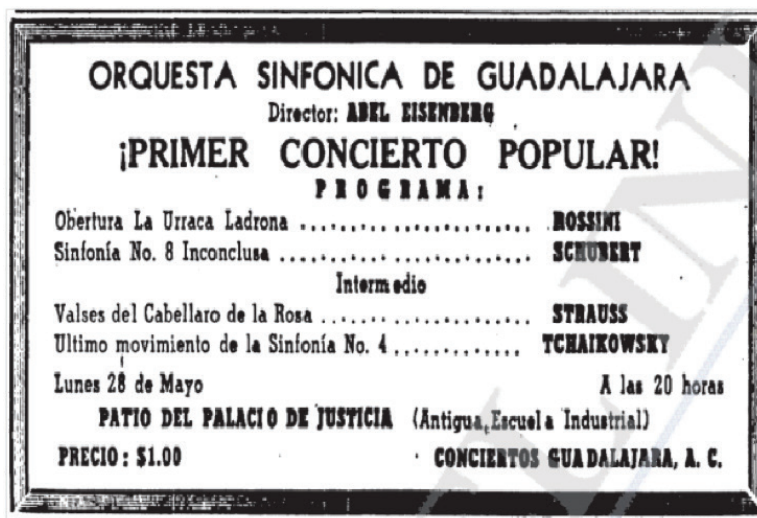 ORQUESTA SINFONICA DE GUADALAJARA
Director: ABEL EISENBERG
¡PRIMER CONCIERTO POPULAR!
PROGRAMA:
Obertura La Urraca Ladrona ........................ ROSSINI
Sinfonía No. 8 Inconclusa ........................ SCHUBERT
Intermedio
Valses del Cabellaro de la Rosa .................... STRAUSS
Ultimo movimiento de la Sinfonía No. 4 ............. TCHAIKOWSKY
Lunes 28 de Mayo A las 20 horas
PATIO DEL PALACIO DE JUSTICIA (Antigua Escuela Industrial)
PRECIO: $1.00 CONCIERTOS GUADALAJARA, A. C.